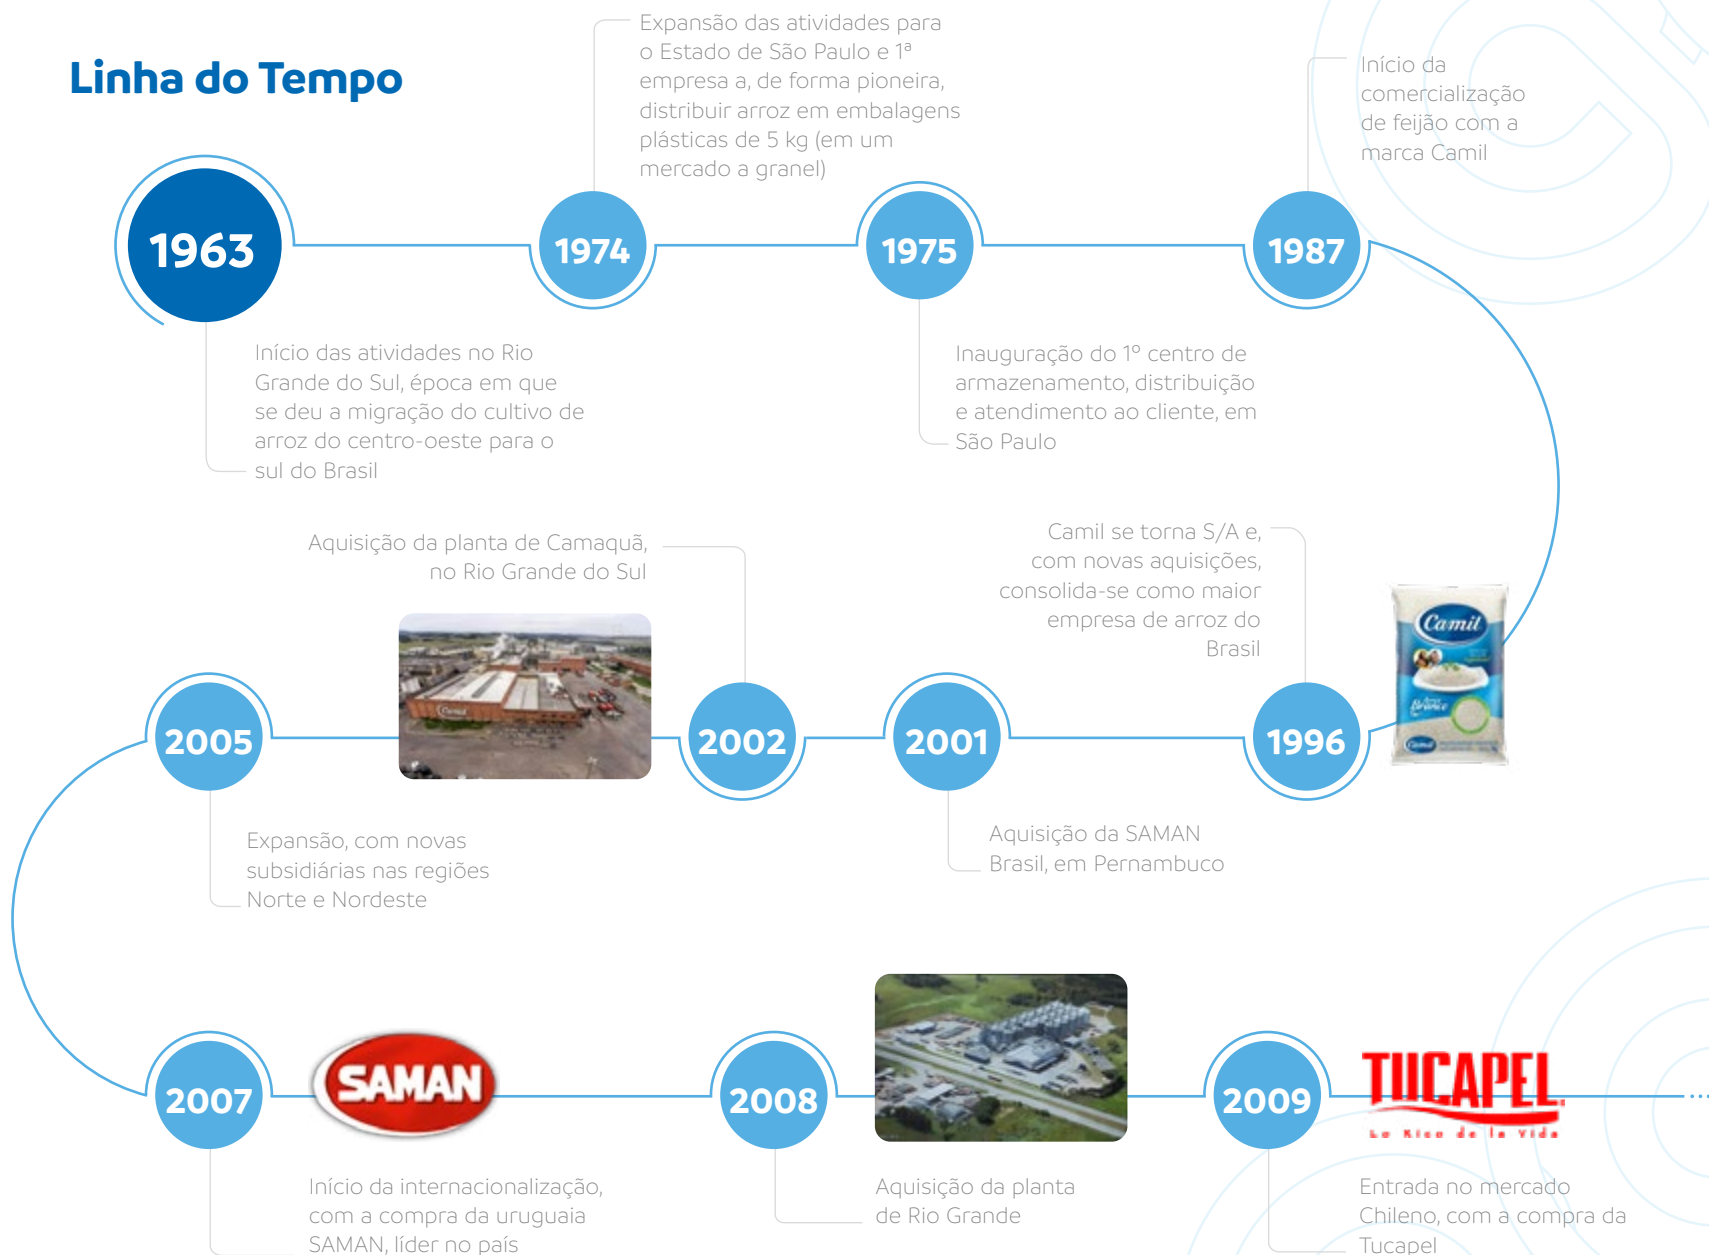 Linha do Tempo
Expansão das atividades para
o Estado de São Paulo e 1ª
empresa a, de forma pioneira,
distribuir arroz em embalagens
plásticas de 5 kg (em um
mercado a granel)
Início da
comercialização
de feijão com a
marca Camil
1963
1974
1975
1987
Início das atividades no Rio
Grande do Sul, época em que
se deu a migração do cultivo de
arroz do centro-oeste para o
sul do Brasil
Inauguração do 1º centro de
armazenamento, distribuição
e atendimento ao cliente, em
São Paulo
Camil se torna S/A e,
com novas aquisições,
consolida-se como maior
empresa de arroz do
Brasil
Camil
Branco
Camil
1996
2001
Aquisição da SAMAN
Brasil, em Pernambuco
Aquisição da planta de Camaquã,
no Rio Grande do Sul
2002
Camil
2005
Expansão, com novas
subsidiárias nas regiões
Norte e Nordeste
2007
SAMAN
Início da internacionalização,
com a compra da uruguaia
SAMAN, líder no país
2008
Aquisição da planta
de Rio Grande
2009
TUCAPEL
Lo Rico de la Vida
Entrada no mercado
Chileno, com a compra da
Tucapel
...